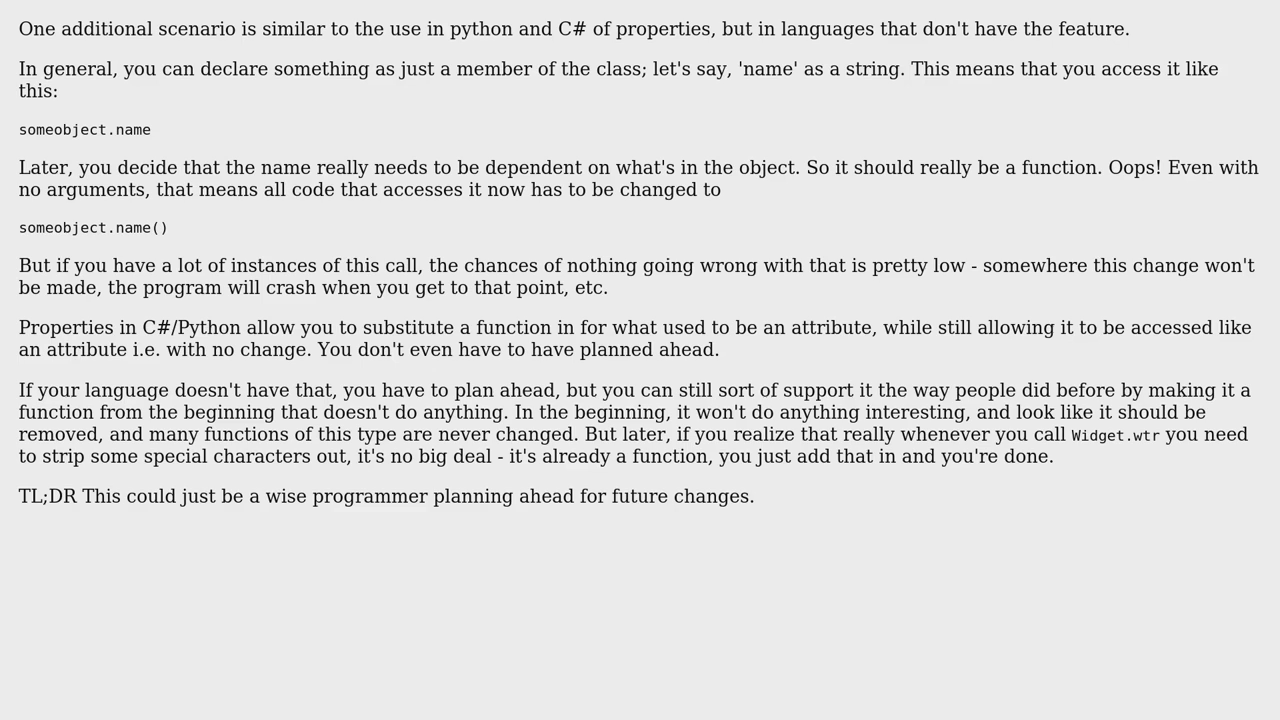 One additional scenario is similar to the use in python and C# of properties, but in languages that don't have the feature.
In general, you can declare something as just a member of the class; let's say, 'name' as a string. This means that you access it like
this:
someobject.name
Later, you decide that the name really needs to be dependent on what's in the object. So it should really be a function. Oops! Even with
no arguments, that means all code that accesses it now has to be changed to
someobject.name()
But if you have a lot of instances of this call, the chances of nothing going wrong with that is pretty low - somewhere this change won't
be made, the program will crash when you get to that point, etc.
Properties in C#/Python allow you to substitute a function in for what used to be an attribute, while still allowing it to be accessed like
an attribute i.e. with no change. You don't even have to have planned ahead.
If your language doesn't have that, you have to plan ahead, but you can still sort of support it the way people did before by making it a
function from the beginning that doesn't do anything. In the beginning, it won't do anything interesting, and look like it should be
removed, and many functions of this type are never changed. But later, if you realize that really whenever you call Widget.wtr you need
to strip some special characters out, it's no big deal - it's already a function, you just add that in and you're done.
TL;DR This could just be a wise programmer planning ahead for future changes.